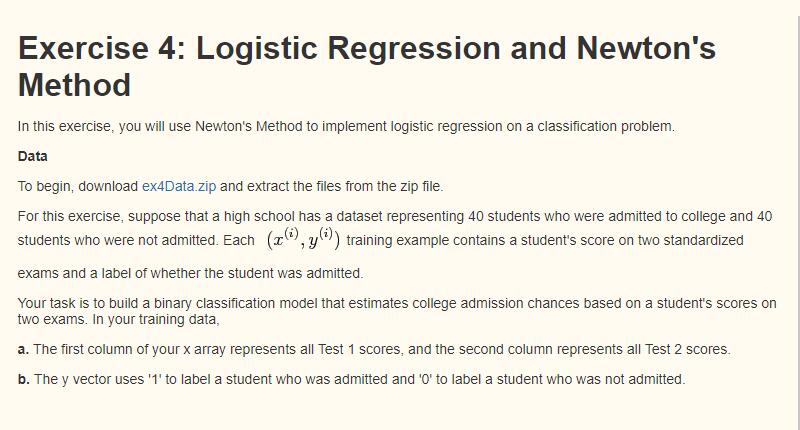 Exercise 4: Logistic Regression and Newton's
Method
In this exercise, you will use Newton's Method to implement logistic regression on a classification problem.
Data
To begin, download ex4Data.zip and extract the files from the zip file.
For this exercise, suppose that a high school has a dataset representing 40 students who were admitted to college and 40
students who were not admitted. Each (x^{(i)}, y^{(i)}) training example contains a student's score on two standardized
exams and a label of whether the student was admitted.
Your task is to build a binary classification model that estimates college admission chances based on a student's scores on
two exams. In your training data,
a. The first column of your x array represents all Test 1 scores, and the second column represents all Test 2 scores.
b. The y vector uses '1' to label a student who was admitted and '0' to label a student who was not admitted.